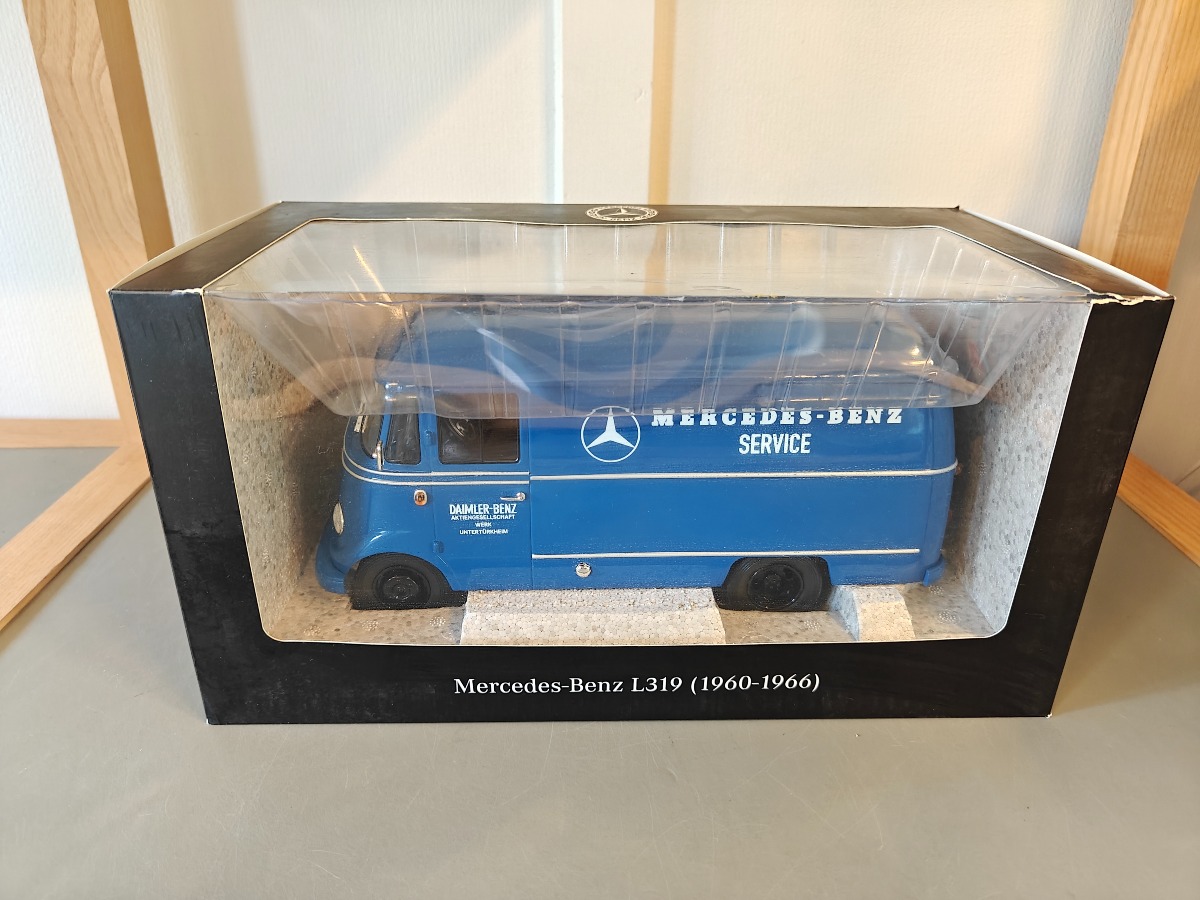 MERCEDES-BENZ
SERVICE
DAIMLER-BENZ
AKTIENGESELLSCHAFT
WERK
UNTERTÜRKHEIM
Mercedes-Benz L319 (1960-1966)